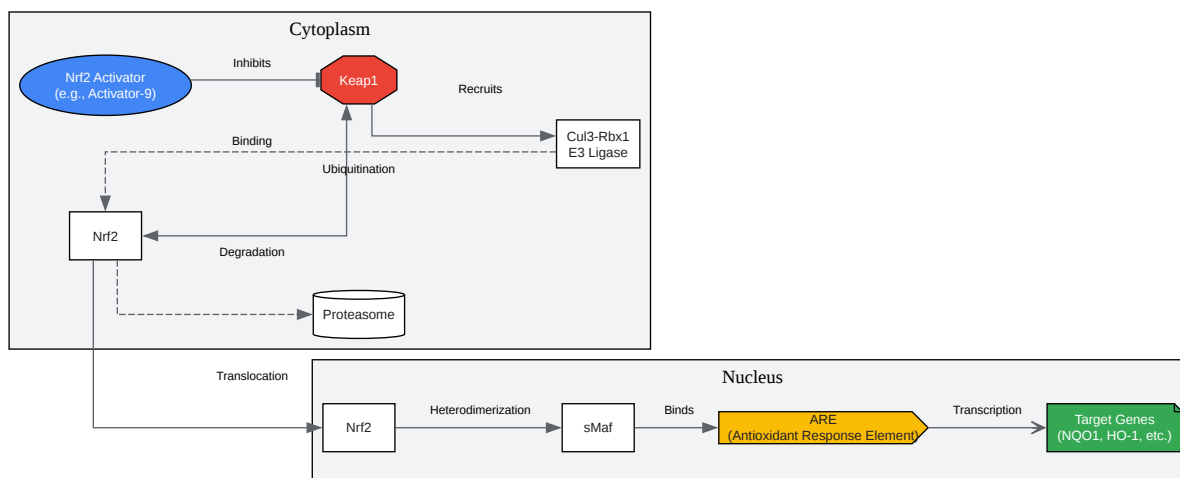 Cytoplasm
Inhibits
Nrf2 Activator
(e.g., Activator-9)
Keap1
Recruits
Cul3-Rbx1
E3 Ligase
Binding
Ubiquitination
Nrf2
Degradation
Proteasome
Translocation
Nucleus
Nrf2
Heterodimerization
sMaf
Binds
ARE
(Antioxidant Response Element)
Transcription
Target Genes
(NQO1, HO-1, etc.)